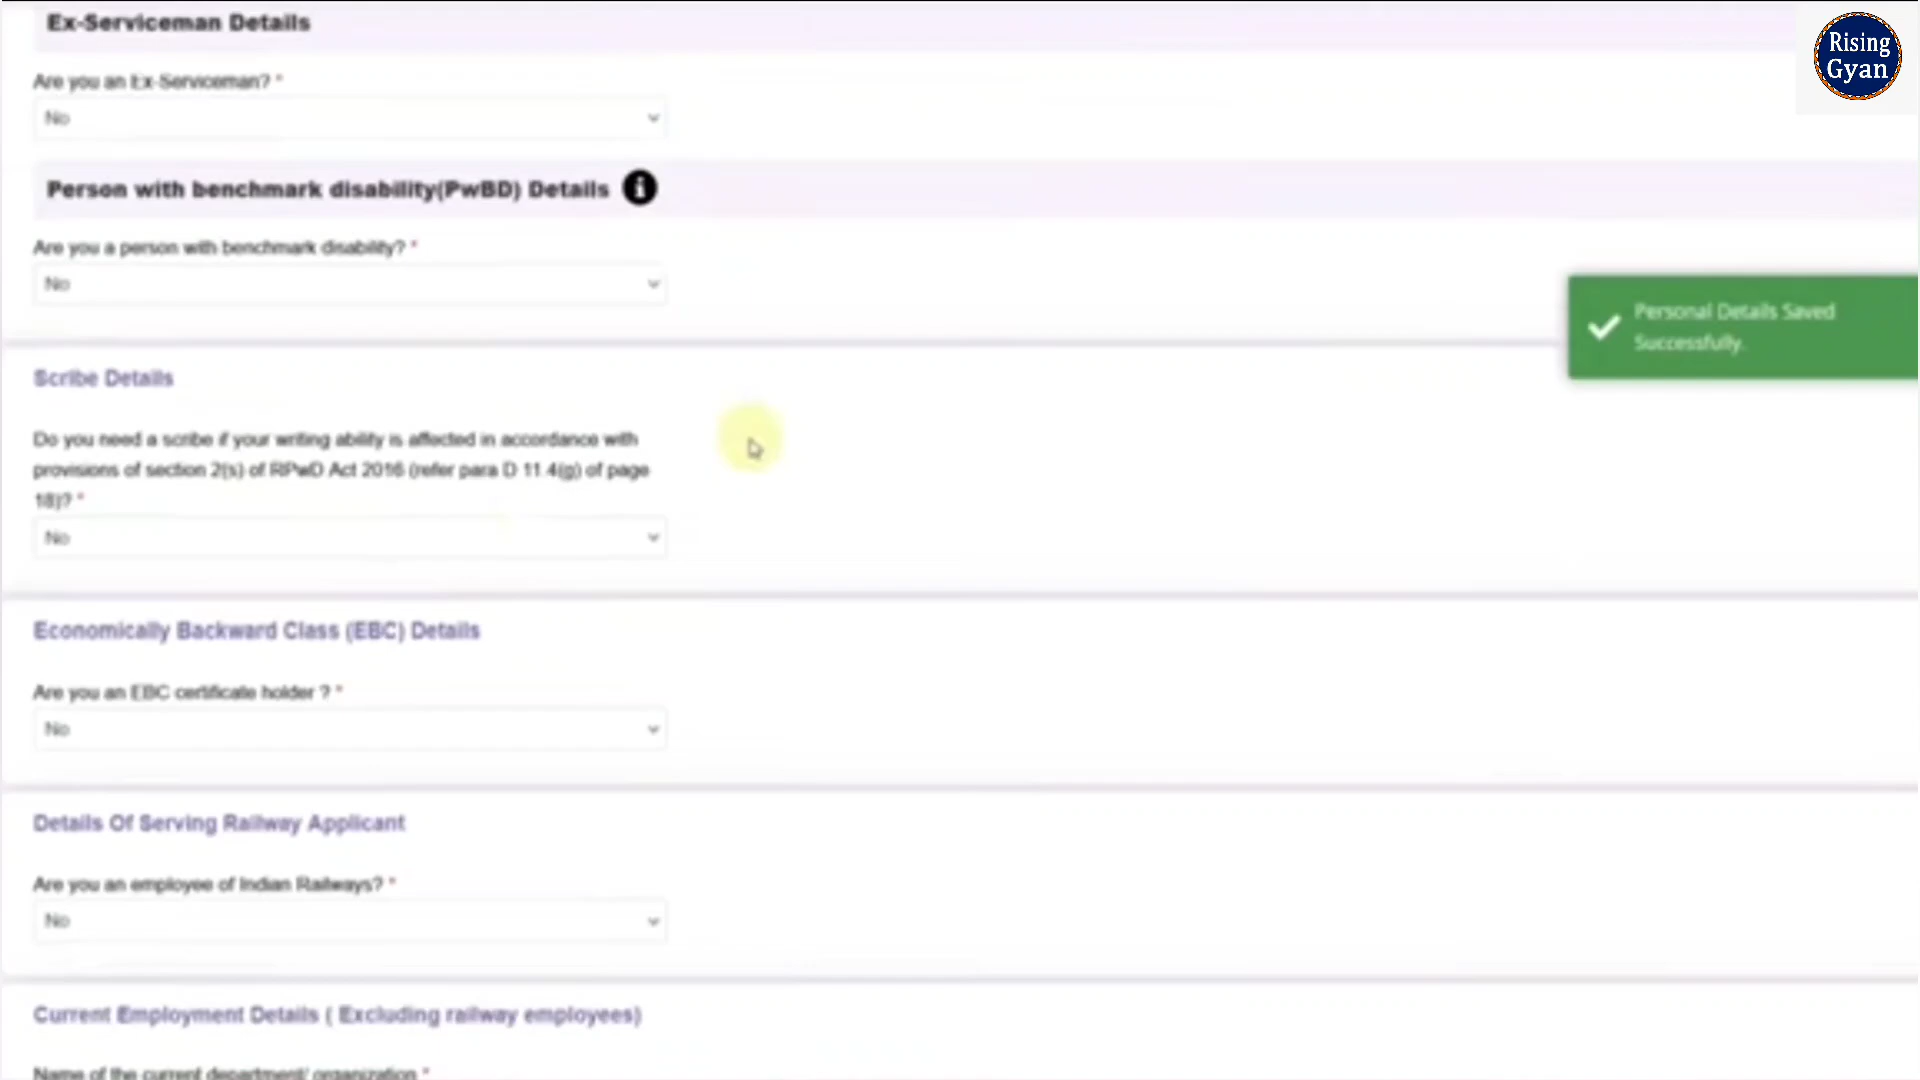 Ex-Serviceman Details
Rising
Gyan
Are you an Ex-Serviceman? *
No
Person with benchmark disability(PwBD) Details
Are you a person with benchmark disability? *
No
Personal Details Saved
Successfully.
Scribe Details
Do you need a scribe if your writing ability is affected in accordance with
provisions of section 2(s) of RPwD Act 2016 (refer para D 11.4(g) of page
18)? *
No
Economically Backward Class (EBC) Details
Are you an EBC certificate holder ? *
No
Details Of Serving Railway Applicant
Are you an employee of Indian Railways? *
No
Current Employment Details ( Excluding railway employees)
Name of the current department/ organization *